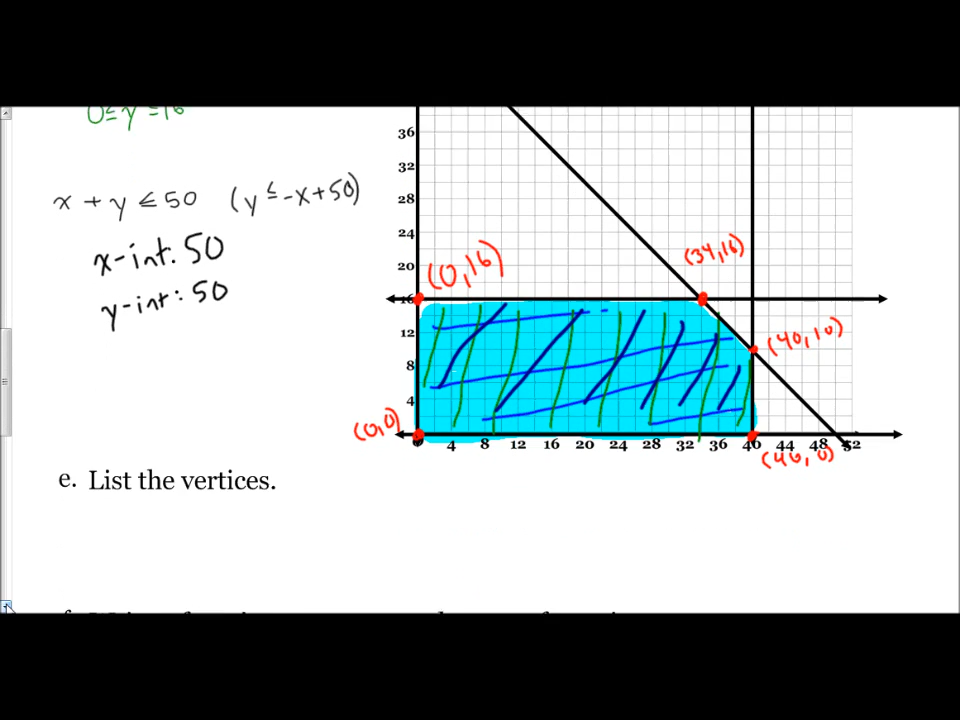 0≤ y ≤16
36
32
x + y ≤ 50 (y ≤ -x+50)
28
24
x-int: 50
(34,16)
20
(0,16)
y-int: 50
16
12
(40,10)
8
4
(0,0)
0 4 8 12 16 20 24 28 32 36 40 44 48 52
(40,0)
e. List the vertices.